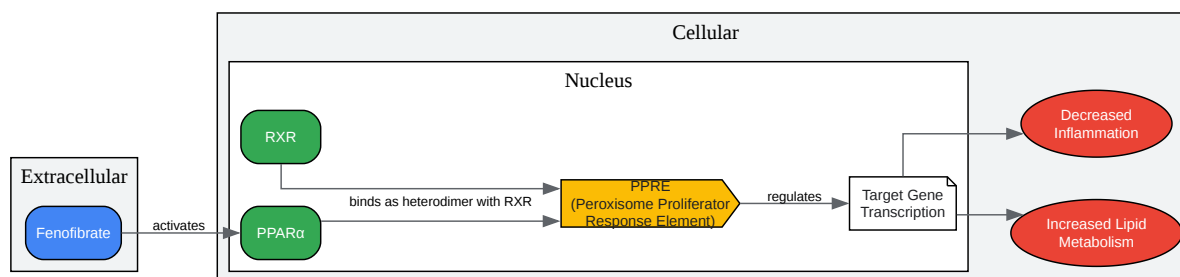 Cellular
Nucleus
Extracellular
Fenofibrate
activates
RXR
PPARα
binds as heterodimer with RXR
PPRE
(Peroxisome Proliferator
Response Element)
regulates
Target Gene
Transcription
Decreased
Inflammation
Increased Lipid
Metabolism